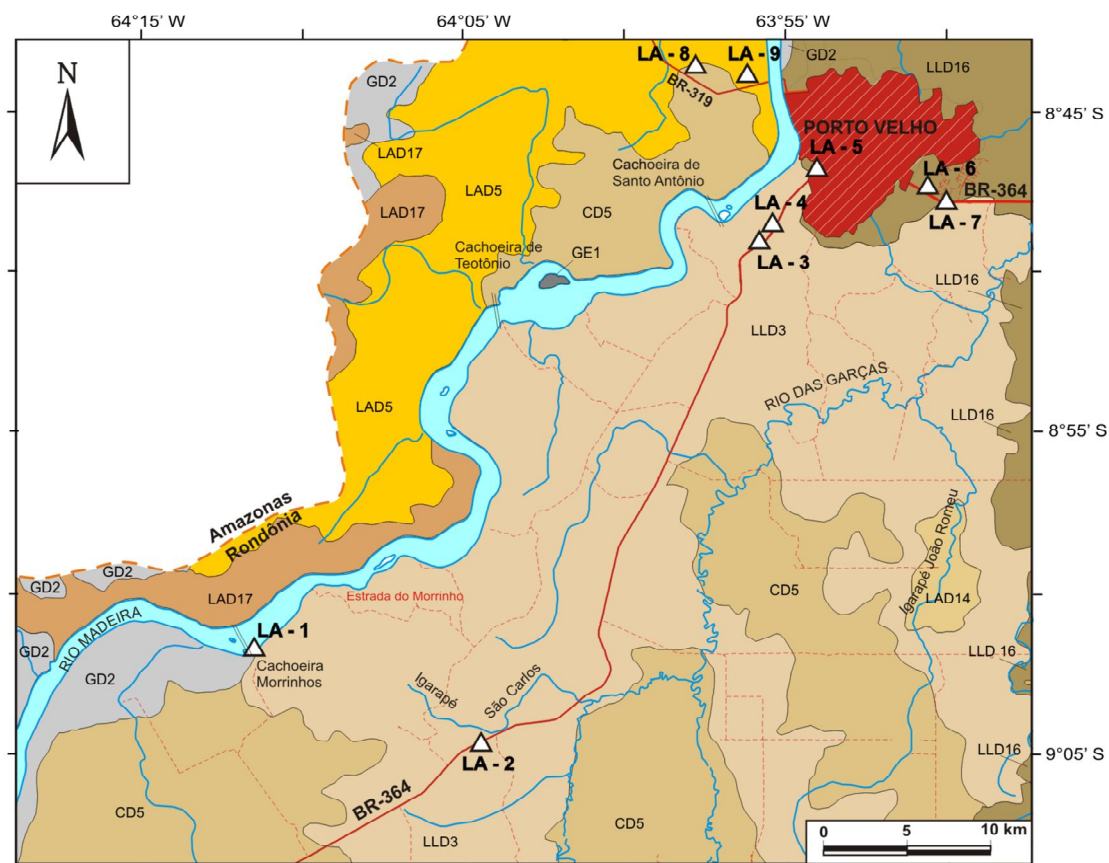 64°15' W
64°05' W
63°55' W
N
GD2
LA - 8
LA - 9
GD2
LLD16
BR-319
8°45' S
PORTO VELHO
LAD17
LA - 5
Cachoeira de
Santo Antônio
LA - 6
LAD5
BR-364
LAD17
CD5
LA - 4
LA - 7
Cachoeira de
Teotônio
GE1
LA - 3
LLD16
LLD3
RIO DAS GARÇAS
LAD5
LLD16
8°55' S
Amazonas
Rondônia
Igarapé João Romeu
CD5
GD2
GD2
Estrada do Morrinho
LAD17
LAD14
RIO MADEIRA
LA - 1
GD2
Cachoeira
Morrinhos
LLD 16
GD2
Igarapé
São Carlos
9°05' S
LLD16
LA - 2
BR-364
CD5
CD5
LLD3
0
5
10 km